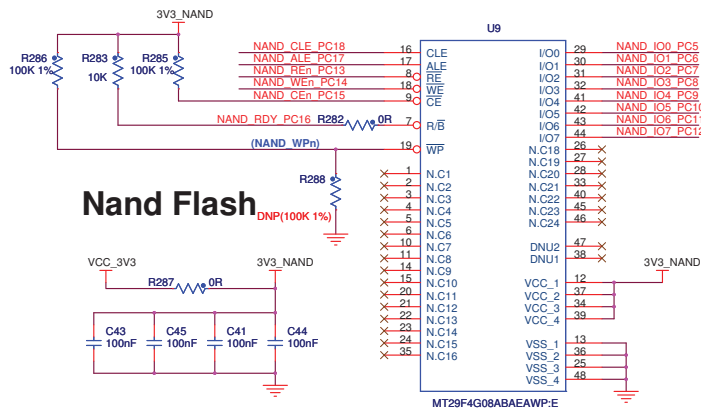 3V3_NAND
U9
R286
100K 1%
R283
10K
R285
100K 1%
NAND_CLE_PC18 16 CLE
NAND_ALE_PC17 17 ALE
NAND_REn_PC13 8 RE
NAND_WEn_PC14 18 WE
NAND_CEn_PC15 9 CE
NAND_RDY_PC16 R282 0R 7 R/B
(NAND_WPn) 19 WP
R288
DNP(100K 1%)
Nand Flash
1 N.C1
2 N.C2
3 N.C3
4 N.C4
5 N.C5
6 N.C6
10 N.C7
11 N.C8
14 N.C9
15 N.C10
20 N.C11
21 N.C12
22 N.C13
23 N.C14
24 N.C15
35 N.C16
I/O0 29 NAND_IO0_PC5
I/O1 30 NAND_IO1_PC6
I/O2 31 NAND_IO2_PC7
I/O3 32 NAND_IO3_PC8
I/O4 41 NAND_IO4_PC9
I/O5 42 NAND_IO5_PC10
I/O6 43 NAND_IO6_PC11
I/O7 44 NAND_IO7_PC12
N.C18 26
N.C19 27
N.C20 28
N.C21 33
N.C22 40
N.C23 45
N.C24 46
DNU2 47
DNU1 38
3V3_NAND
VCC_1 12
VCC_2 37
VCC_3 34
VCC_4 39
VSS_1 13
VSS_2 36
VSS_3 25
VSS_4 48
MT29F4G08ABAEAWP:E
VCC_3V3
3V3_NAND
R287 0R
C43
100nF
C45
100nF
C41
100nF
C44
100nF